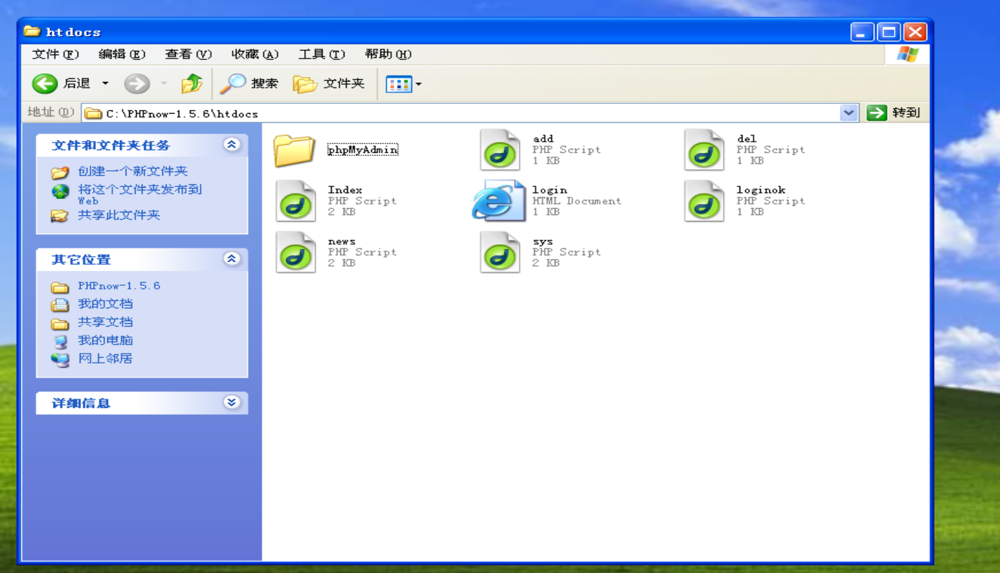 htdocs
文件(F) 编辑(E) 查看(V) 收藏(A) 工具(T) 帮助(H)
后退 搜索 文件夹
地址(D) C:\PHPnow-1.5.6\htdocs 转到
文件和文件夹任务
创建一个新文件夹
将这个文件夹发布到
Web
共享此文件夹
其它位置
PHPnow-1.5.6
我的文档
共享文档
我的电脑
网上邻居
详细信息
phpMyAdmin
add
PHP Script
1 KB
del
PHP Script
1 KB
Index
PHP Script
2 KB
login
HTML Document
1 KB
loginok
PHP Script
1 KB
news
PHP Script
2 KB
sys
PHP Script
2 KB